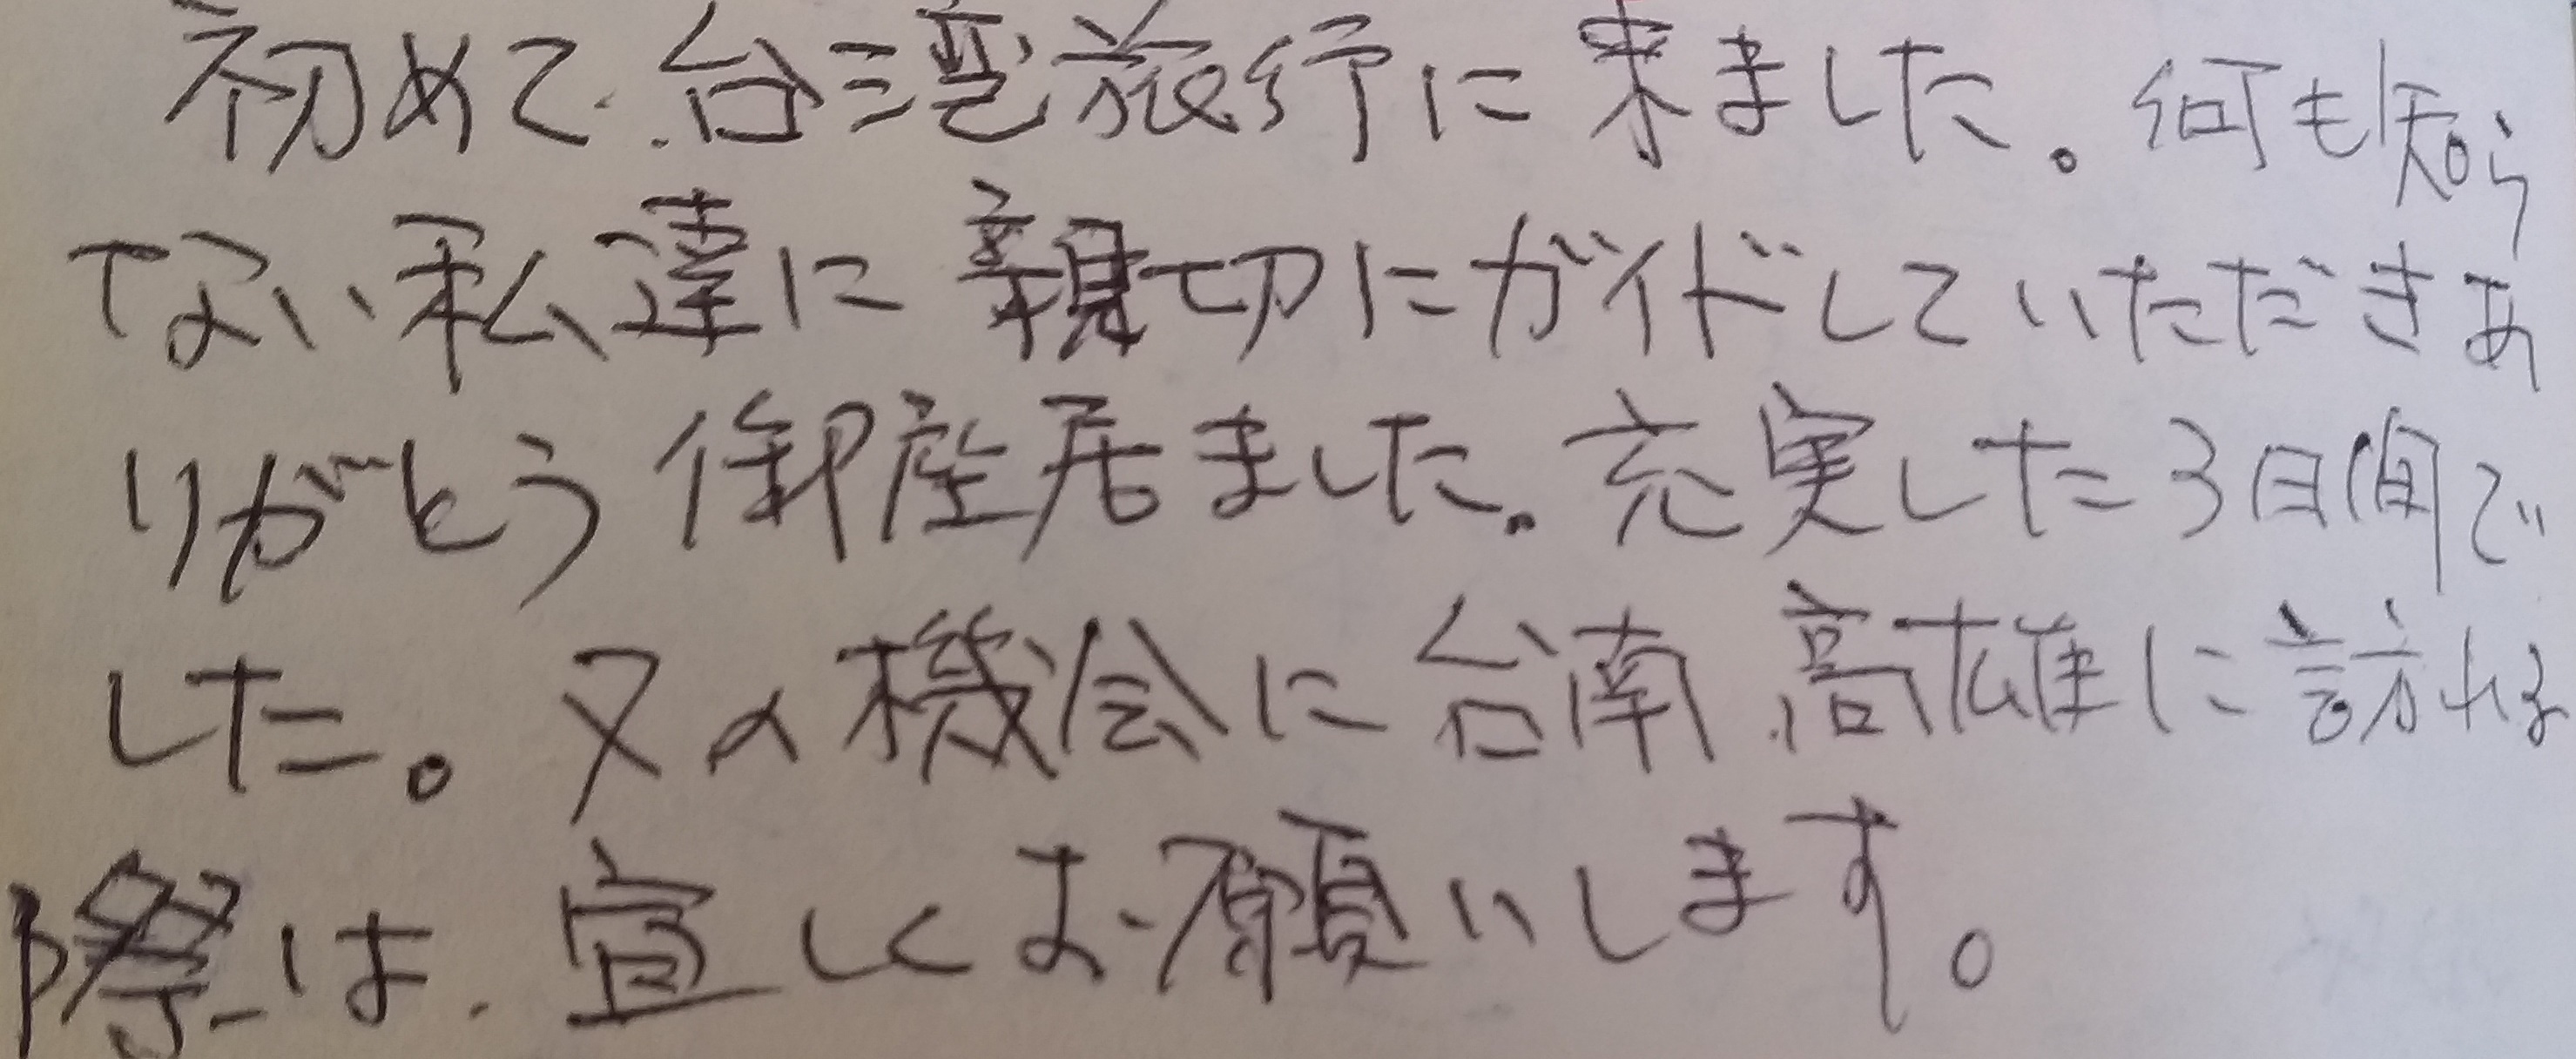 初めて.台湾旅行に来ました。何も知ら
ない私達に親切にガイドしていただきあ
りがとう御座居ました。充実した3日間で
した。又の機会に台南.高雄に訪れる
際は.宜しくお願いします。